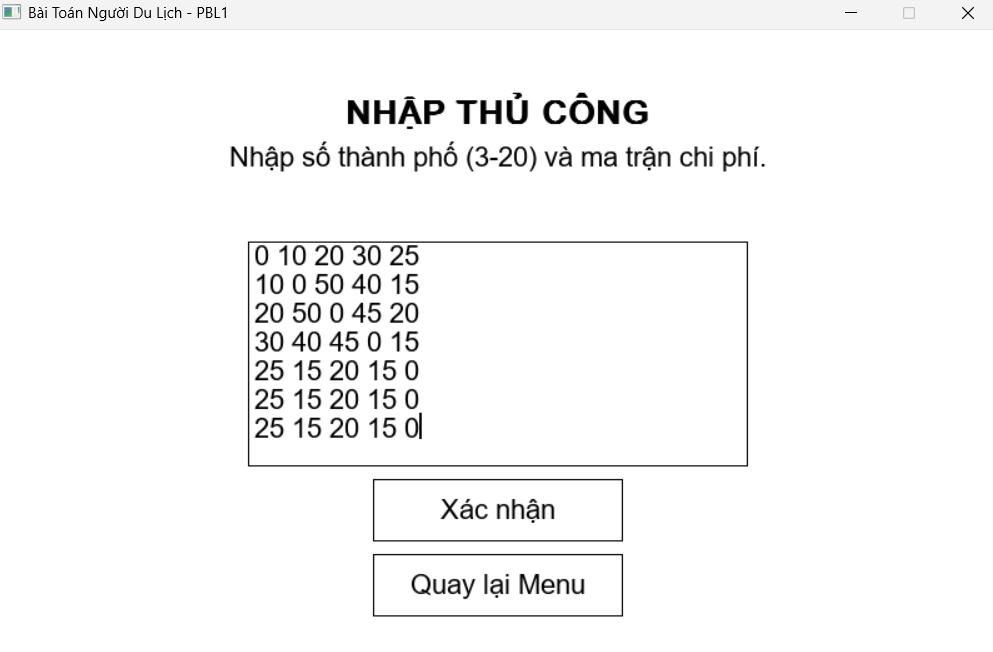 Bài Toán Người Du Lịch - PBL1
NHẬP THỦ CÔNG
Nhập số thành phố (3-20) và ma trận chi phí.
0 10 20 30 25
10 0 50 40 15
20 50 0 45 20
30 40 45 0 15
25 15 20 15 0
25 15 20 15 0
25 15 20 15 0
Xác nhận
Quay lại Menu